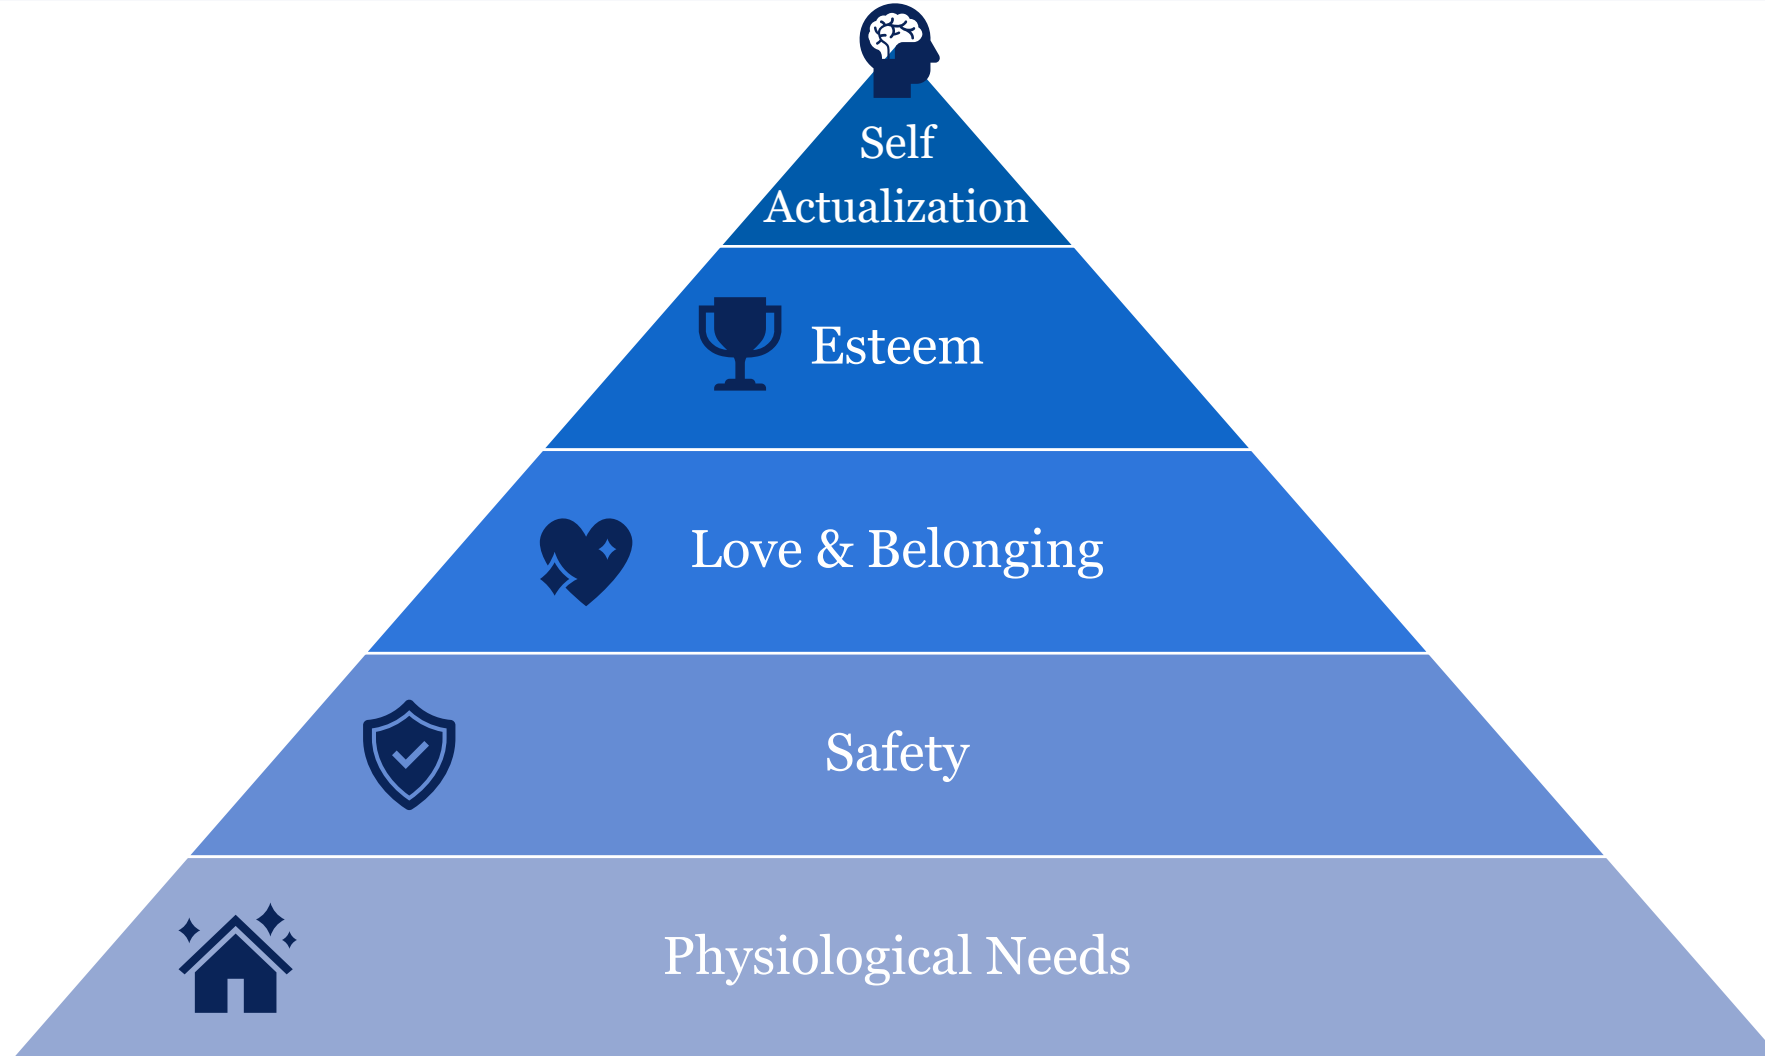 Self
Actualization
Esteem
Love & Belonging
Safety
Physiological Needs